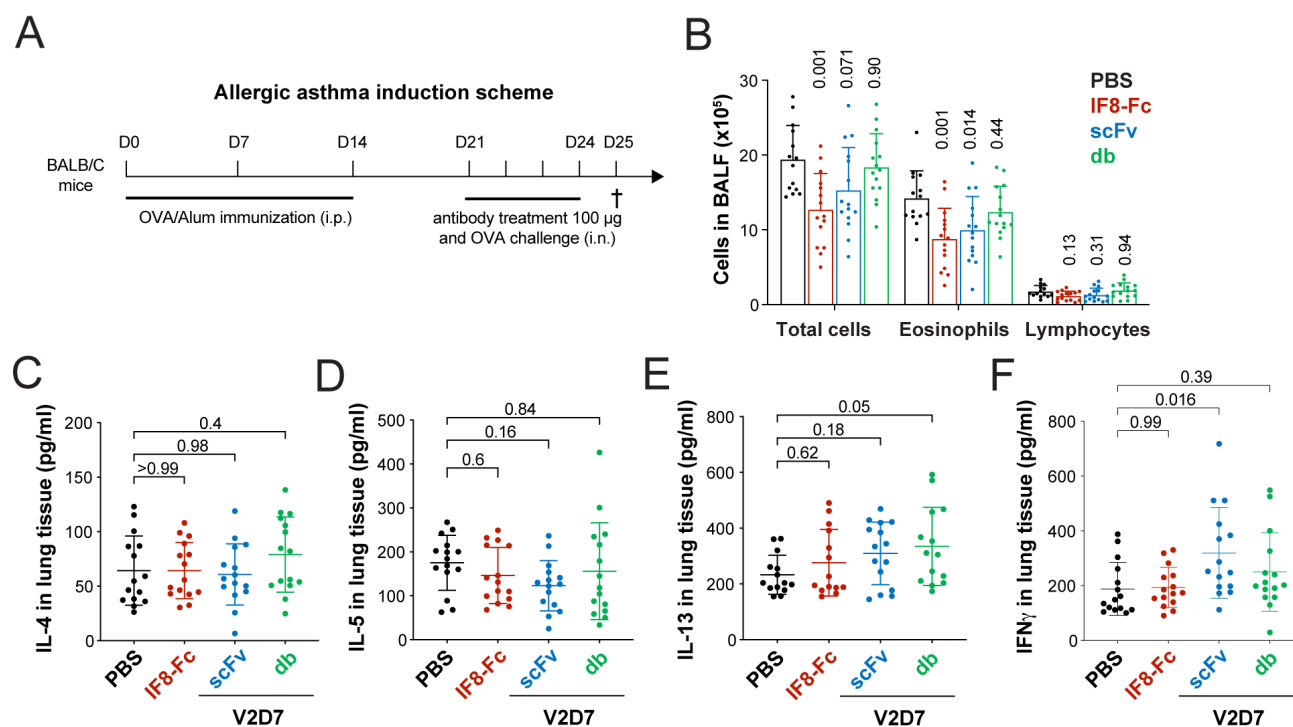 A
Allergic asthma induction scheme
D0 D7 D14 D21 D24 D25
BALB/C
mice
†
OVA/Alum immunization (i.p.)
antibody treatment 100 µg
and OVA challenge (i.n.)
B
Cells in BALF (x10⁵)
30
20
10
0
0.001 0.071 0.90
0.001 0.014 0.44
0.13 0.31 0.94
Total cells Eosinophils Lymphocytes
PBS
IF8-Fc
scFv
db
C
IL-4 in lung tissue (pg/ml)
200
150
100
50
0
0.4
0.98
>0.99
PBS IF8-Fc scFv db
V2D7
D
IL-5 in lung tissue (pg/ml)
500
400
300
200
100
0
0.84
0.16
0.6
PBS IF8-Fc scFv db
V2D7
E
IL-13 in lung tissue (pg/ml)
800
600
400
200
0
0.05
0.18
0.62
PBS IF8-Fc scFv db
V2D7
F
IFNγ in lung tissue (pg/ml)
800
600
400
200
0
0.39
0.016
0.99
PBS IF8-Fc scFv db
V2D7